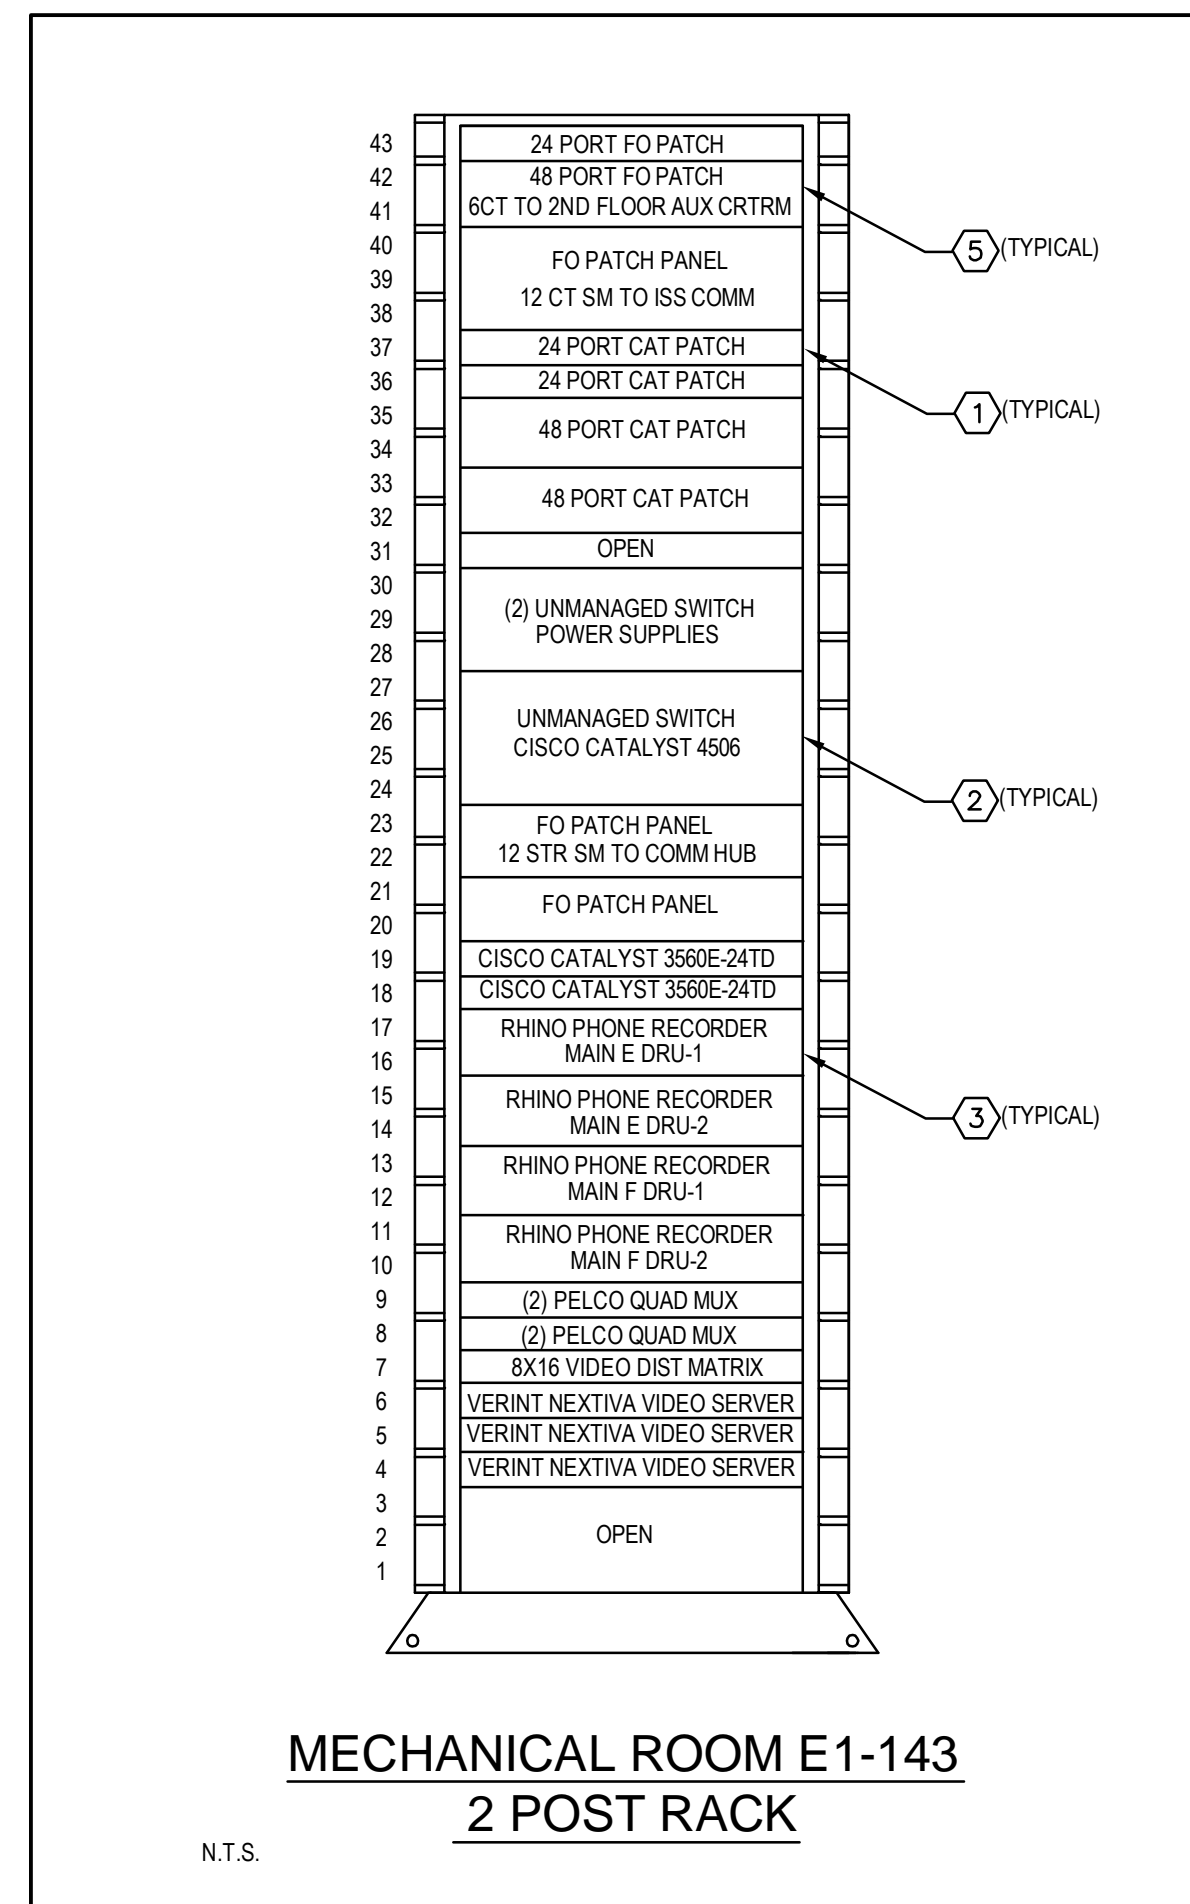 43 24 PORT FO PATCH
42 48 PORT FO PATCH
41 6CT TO 2ND FLOOR AUX CRTRM
5 (TYPICAL)
40
FO PATCH PANEL
39
12 CT SM TO ISS COMM
38
37 24 PORT CAT PATCH
36 24 PORT CAT PATCH
1 (TYPICAL)
35
48 PORT CAT PATCH
34
33
48 PORT CAT PATCH
32
31 OPEN
30
(2) UNMANAGED SWITCH
29
POWER SUPPLIES
28
27
26 UNMANAGED SWITCH
25 CISCO CATALYST 4506
24
2 (TYPICAL)
23 FO PATCH PANEL
22 12 STR SM TO COMM HUB
21
FO PATCH PANEL
20
19 CISCO CATALYST 3560E-24TD
18 CISCO CATALYST 3560E-24TD
17 RHINO PHONE RECORDER
16 MAIN E DRU-1
15 RHINO PHONE RECORDER
3 (TYPICAL)
14 MAIN E DRU-2
13 RHINO PHONE RECORDER
12 MAIN F DRU-1
11 RHINO PHONE RECORDER
10 MAIN F DRU-2
9 (2) PELCO QUAD MUX
8 (2) PELCO QUAD MUX
7 8X16 VIDEO DIST MATRIX
6 VERINT NEXTIVA VIDEO SERVER
5 VERINT NEXTIVA VIDEO SERVER
4 VERINT NEXTIVA VIDEO SERVER
3
2 OPEN
1
MECHANICAL ROOM E1-143
2 POST RACK
N.T.S.